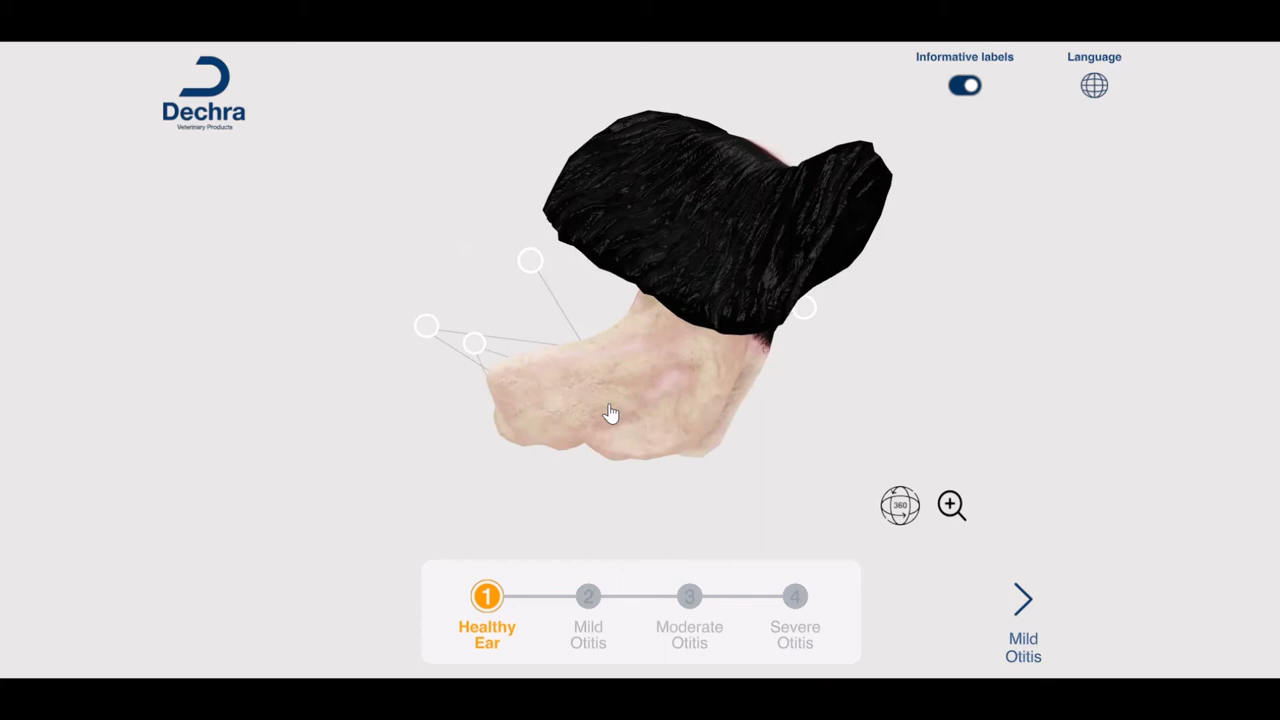 Dechra
Veterinary Products
Informative labels
Language
360
1
2
3
4
Healthy
Ear
Mild
Otitis
Moderate
Otitis
Severe
Otitis
Mild
Otitis